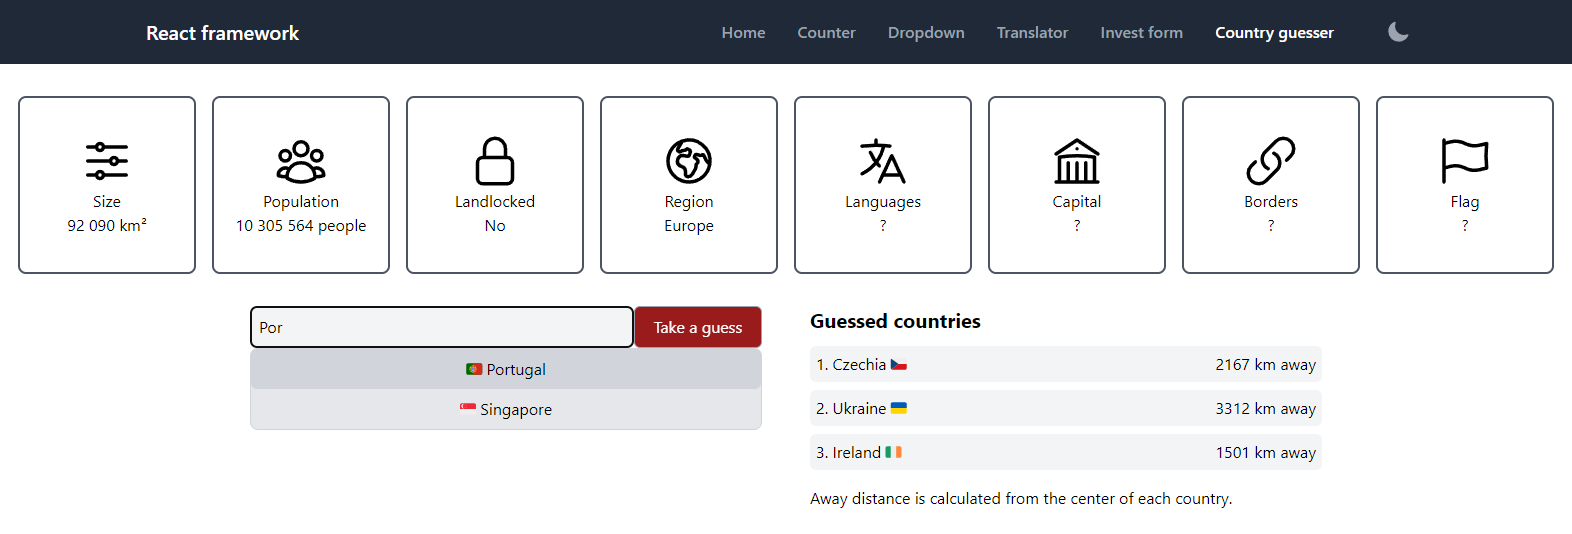 React framework
Home Counter Dropdown Translator Invest form Country guesser
Size
92 090 km²
Population
10 305 564 people
Landlocked
No
Region
Europe
Languages
?
Capital
?
Borders
?
Flag
?
Por
Take a guess
Portugal
Singapore
Guessed countries
1. Czechia 2167 km away
2. Ukraine 3312 km away
3. Ireland 1501 km away
Away distance is calculated from the center of each country.